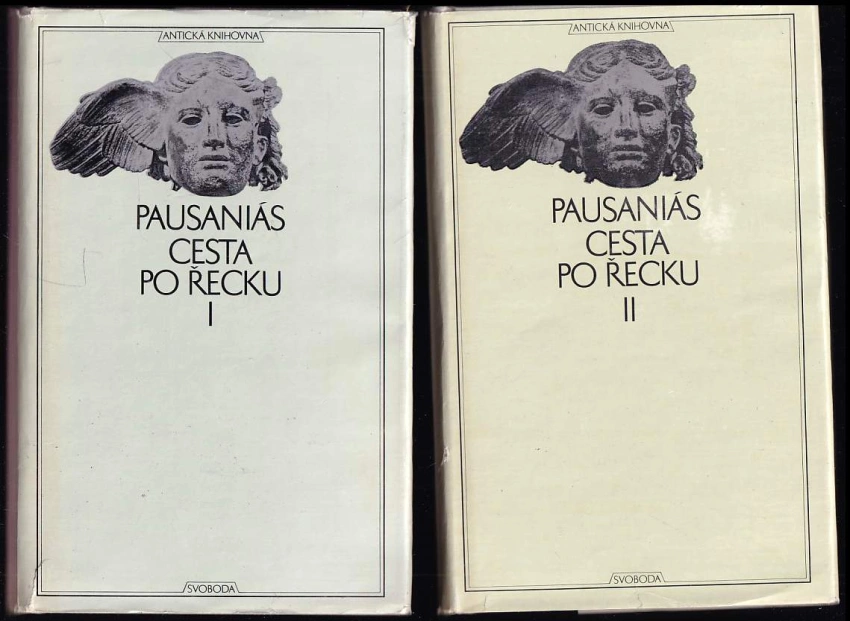 ANTICKÁ KNIHOVNA
PAUSANIÁS
CESTA
PO ŘECKU
I
SVOBODA
ANTICKÁ KNIHOVNA
PAUSANIÁS
CESTA
PO ŘECKU
II
SVOBODA